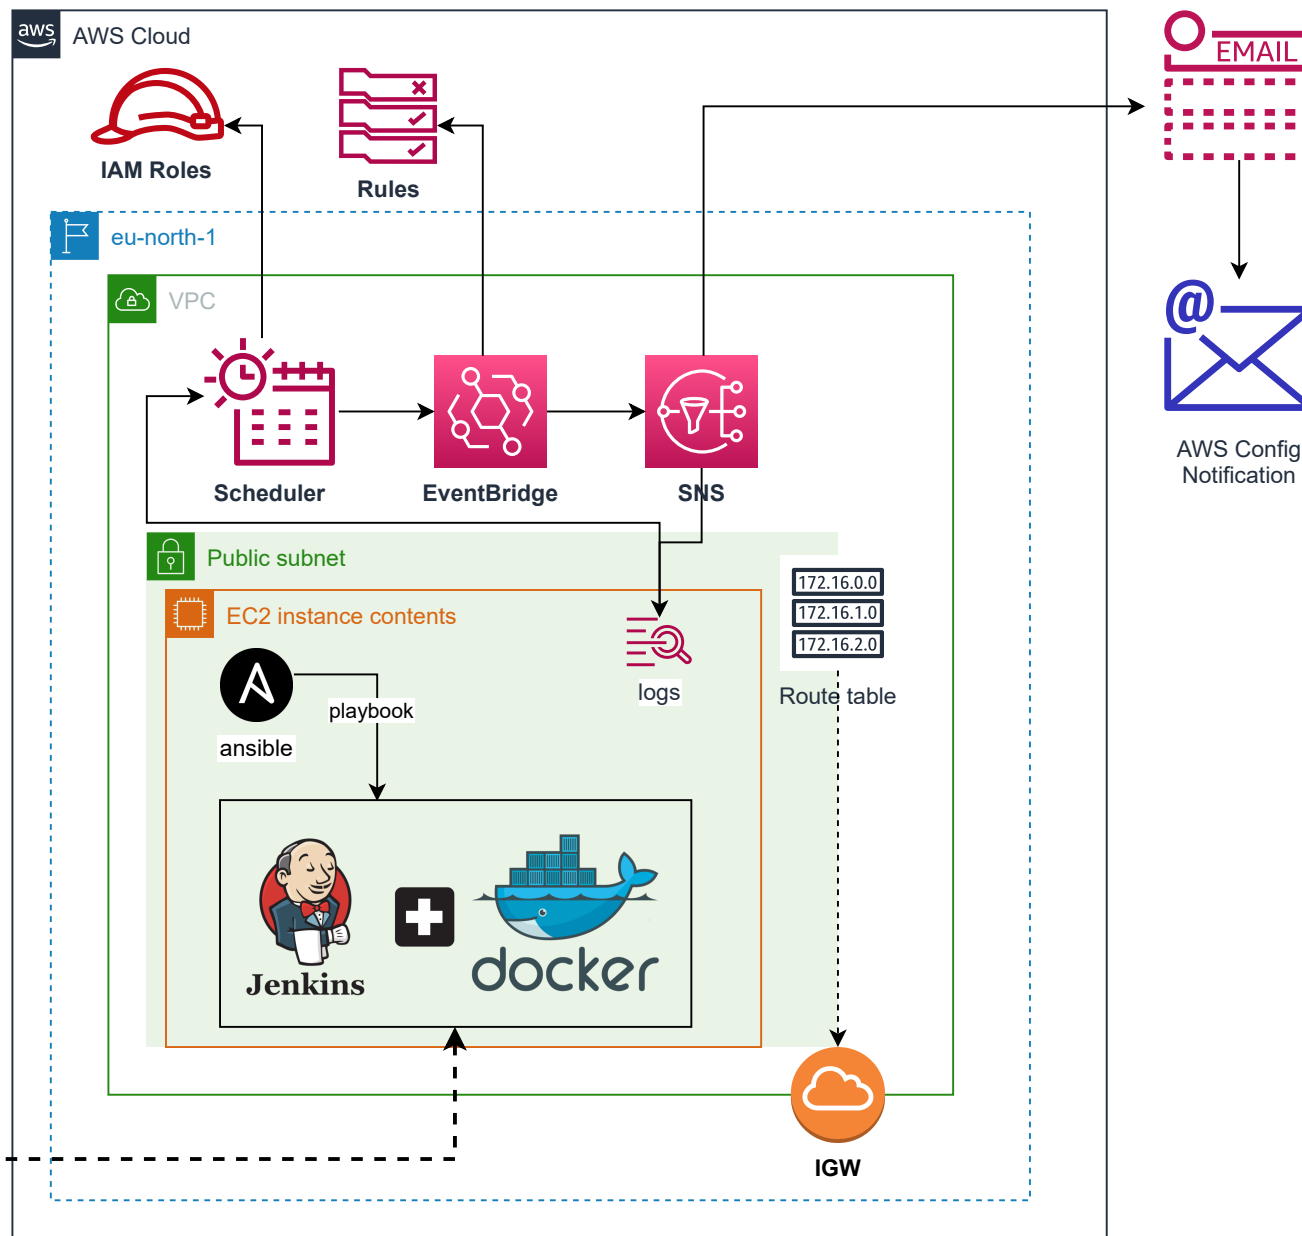 aws
AWS Cloud
EMAIL
IAM Roles
Rules
eu-north-1
VPC
@
Scheduler
EventBridge
SNS
AWS Config
Notification
Public subnet
172.16.0.0
172.16.1.0
172.16.2.0
EC2 instance contents
logs
Route table
playbook
ansible
Jenkins
docker
IGW